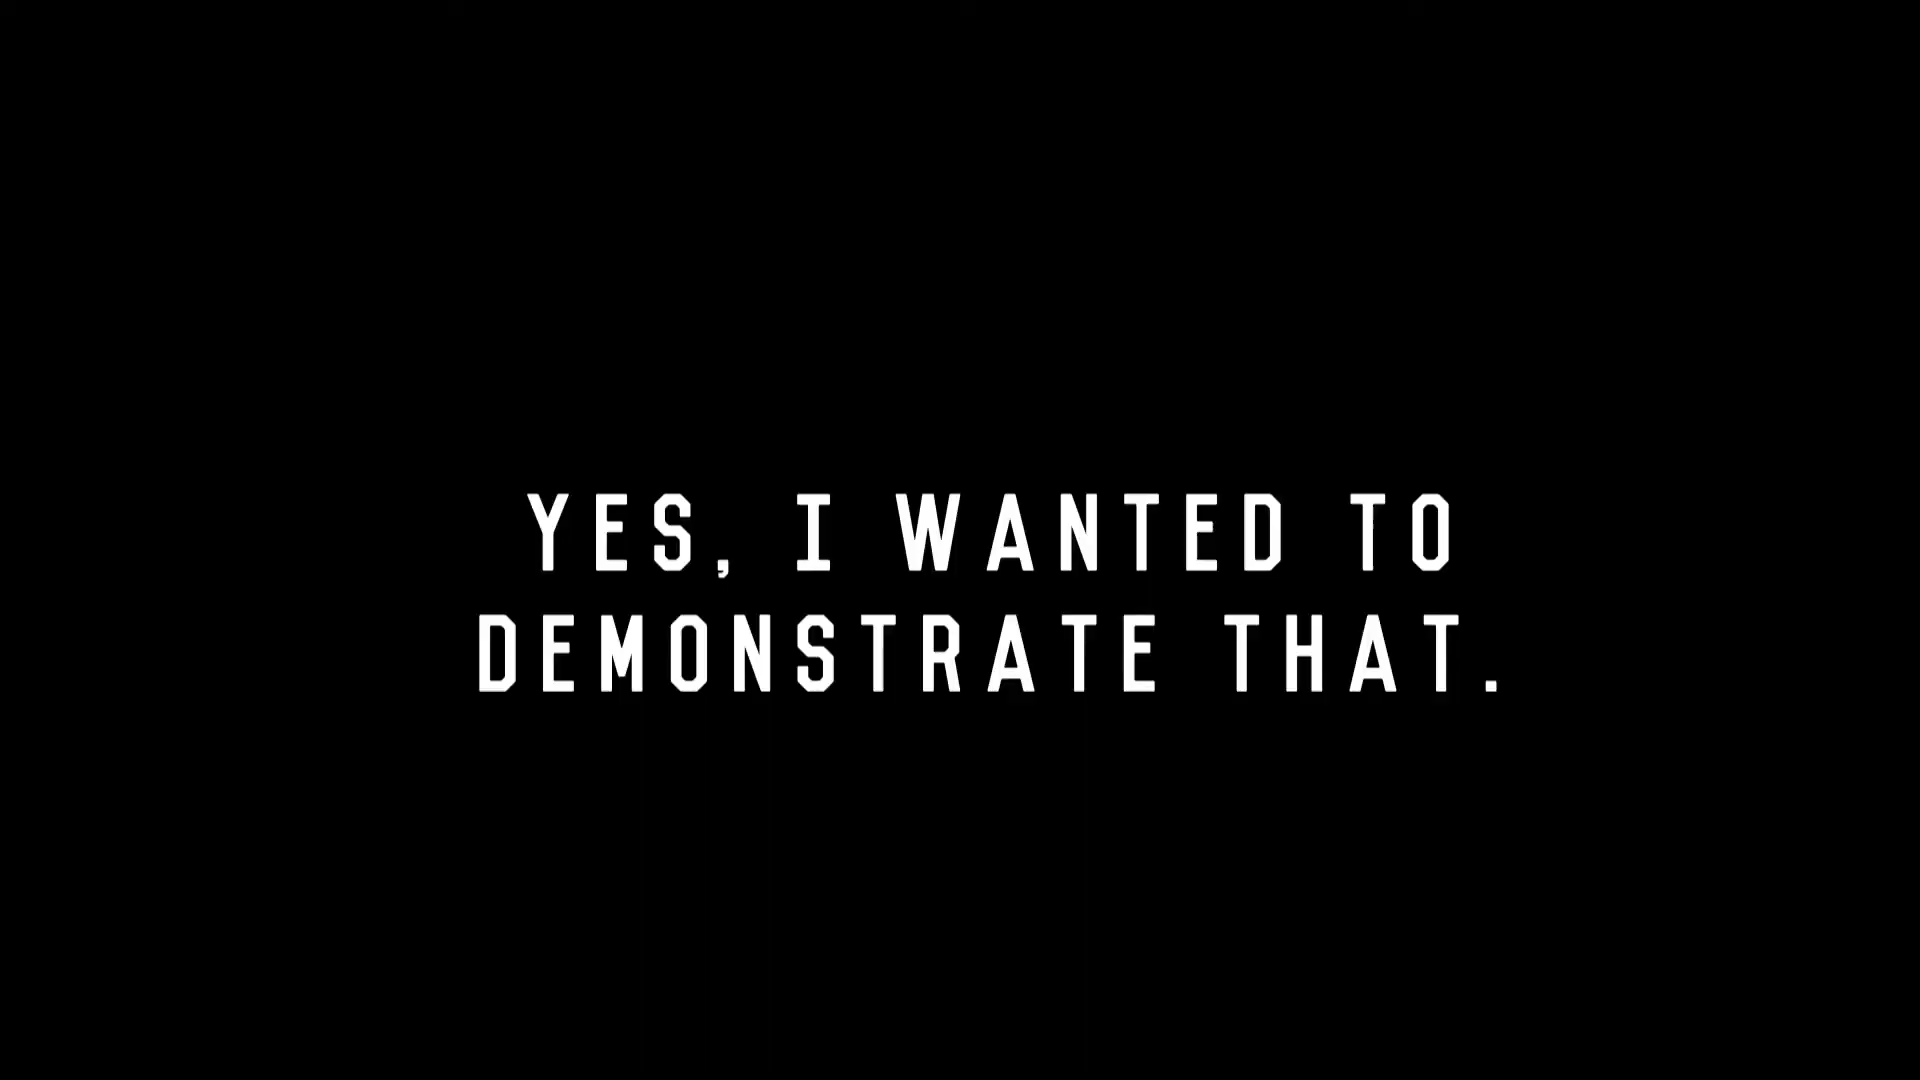 YES, I WANTED TO
DEMONSTRATE THAT.